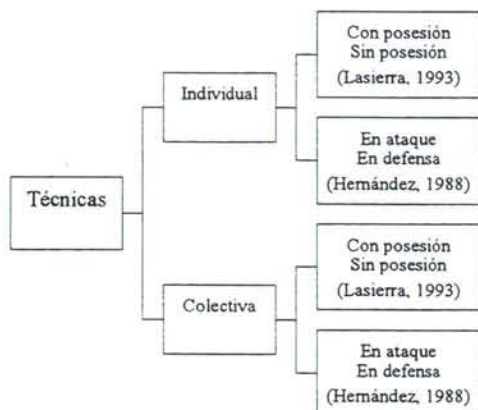 Técnicas
Individual
Con posesión
Sin posesión
(Lasierra, 1993)
En ataque
En defensa
(Hernández, 1988)
Colectiva
Con posesión
Sin posesión
(Lasierra, 1993)
En ataque
En defensa
(Hernández, 1988)